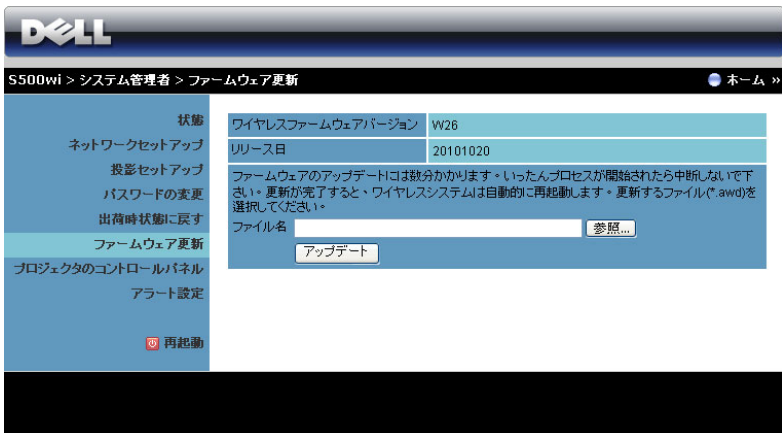 DELL
S500wi > システム管理者 > ファームウェア更新
ホーム »
状態
ネットワークセットアップ
投影セットアップ
パスワードの変更
出荷時状態に戻す
ファームウェア更新
プロジェクタのコントロールパネル
アラート設定
再起動
ワイヤレスファームウェアバージョン W26
リリース日 20101020
ファームウェアのアップデートには数分かかります。いったんプロセスが開始されたら中断しないで下
さい。更新が完了すると、ワイヤレスシステムは自動的に再起動します。更新するファイル(*.awd)を
選択してください。
ファイル名 参照...
アップデート